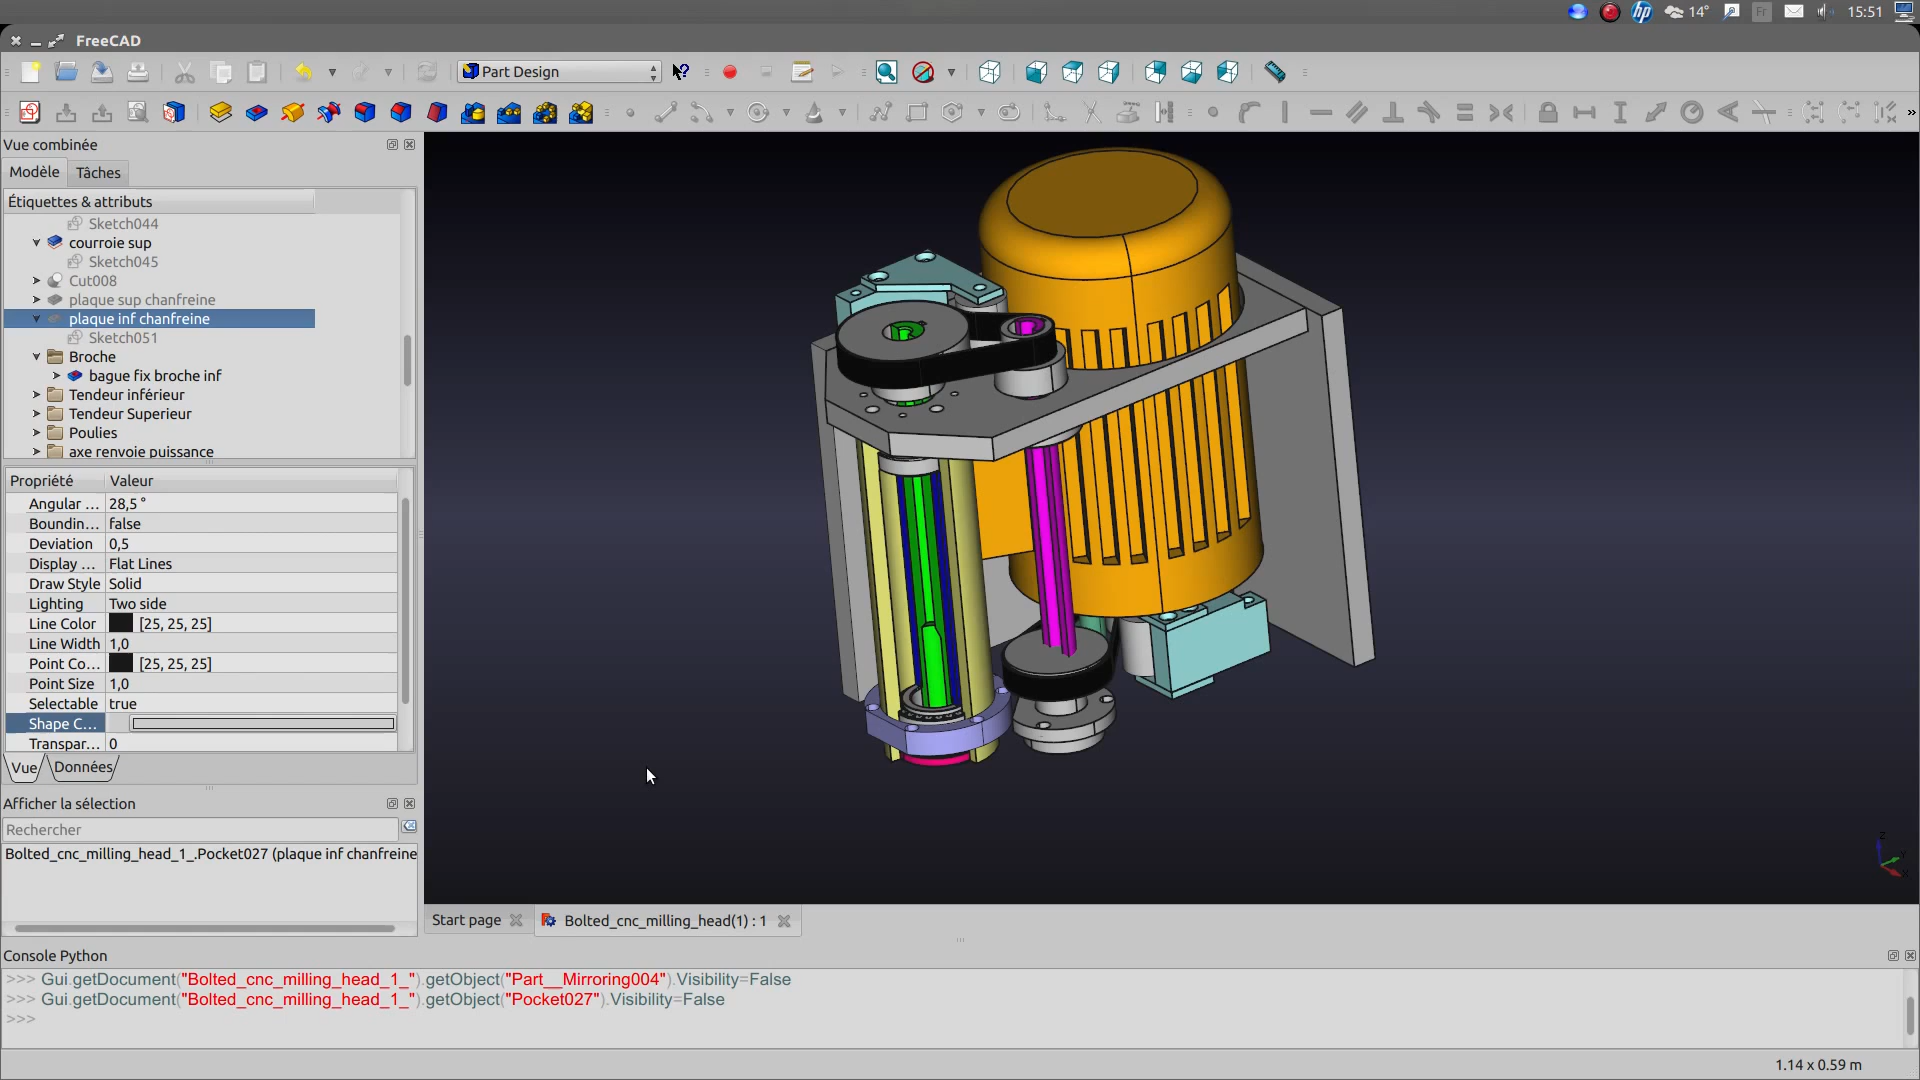 14°
Fr
15:51
FreeCAD
Part Design
Vue combinée
Modèle
Tâches
Étiquettes & attributs
Sketch044
courroie sup
Sketch045
Cut008
plaque sup chanfreine
plaque inf chanfreine
Sketch051
Broche
bague fix broche inf
Tendeur inférieur
Tendeur Superieur
Poulies
axe renvoie puissance
Propriété Valeur
Angular ... 28,5 °
Boundin... false
Deviation 0,5
Display ... Flat Lines
Draw Style Solid
Lighting Two side
Line Color [25, 25, 25]
Line Width 1,0
Point Co... [25, 25, 25]
Point Size 1,0
Selectable true
Shape C...
Transpar... 0
Vue Données
Afficher la sélection
Rechercher
Bolted_cnc_milling_head_1_.Pocket027 (plaque inf chanfreine
Start page
Bolted_cnc_milling_head(1) : 1
Console Python
>>> Gui.getDocument("Bolted_cnc_milling_head_1_").getObject("Part__Mirroring004").Visibility=False
>>> Gui.getDocument("Bolted_cnc_milling_head_1_").getObject("Pocket027").Visibility=False
>>>
1.14 x 0.59 m